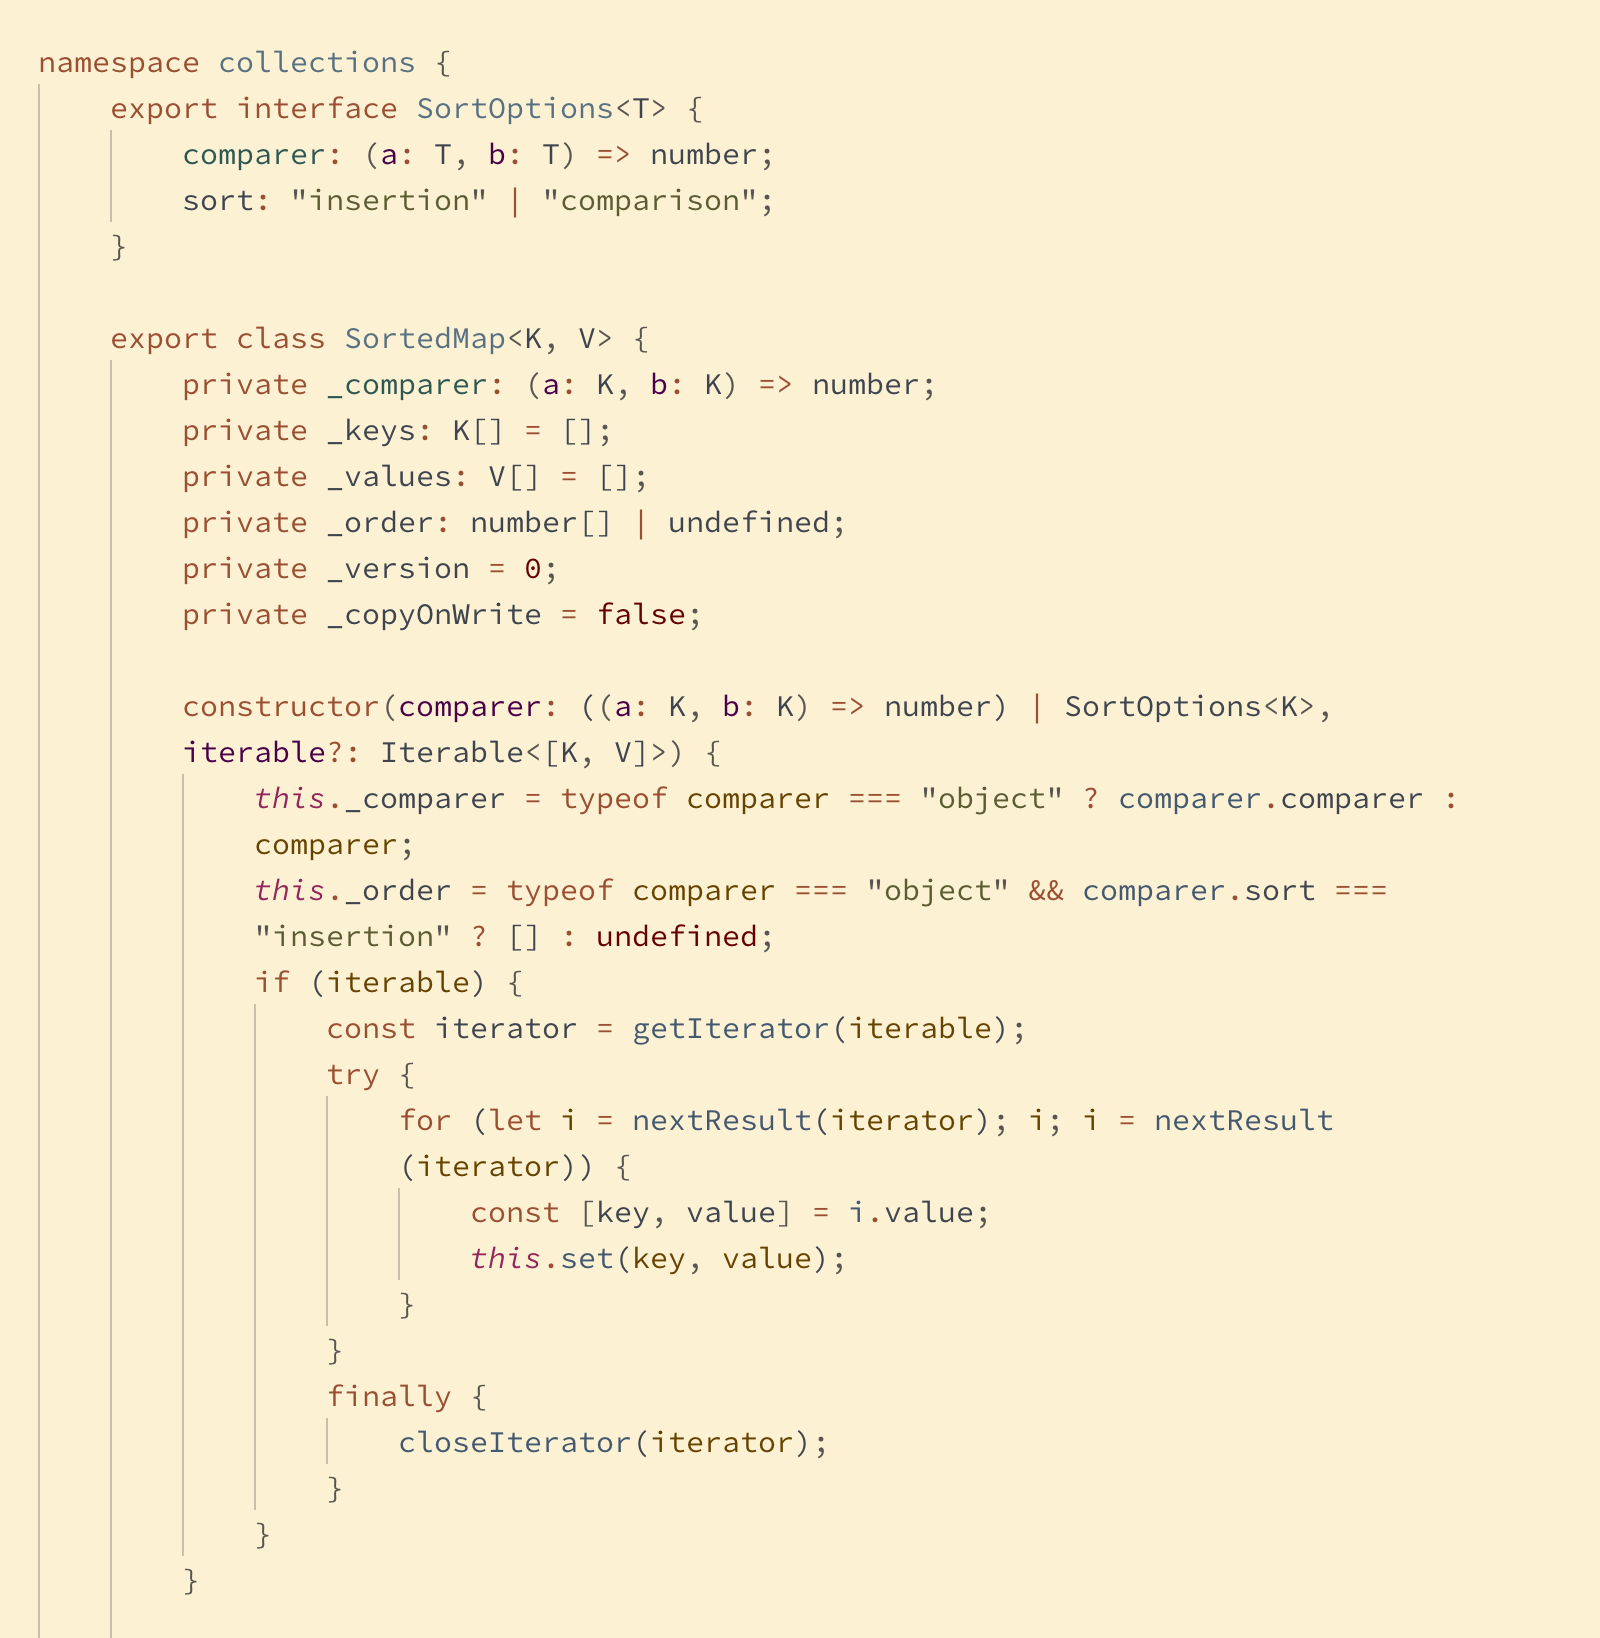 namespace collections {
    export interface SortOptions<T> {
        comparer: (a: T, b: T) => number;
        sort: "insertion" | "comparison";
    }

    export class SortedMap<K, V> {
        private _comparer: (a: K, b: K) => number;
        private _keys: K[] = [];
        private _values: V[] = [];
        private _order: number[] | undefined;
        private _version = 0;
        private _copyOnWrite = false;

        constructor(comparer: ((a: K, b: K) => number) | SortOptions<K>,
        iterable?: Iterable<[K, V]>) {
            this._comparer = typeof comparer === "object" ? comparer.comparer :
            comparer;
            this._order = typeof comparer === "object" && comparer.sort ===
            "insertion" ? [] : undefined;
            if (iterable) {
                const iterator = getIterator(iterable);
                try {
                    for (let i = nextResult(iterator); i; i = nextResult
                    (iterator)) {
                        const [key, value] = i.value;
                        this.set(key, value);
                    }
                }
                finally {
                    closeIterator(iterator);
                }
            }
        }